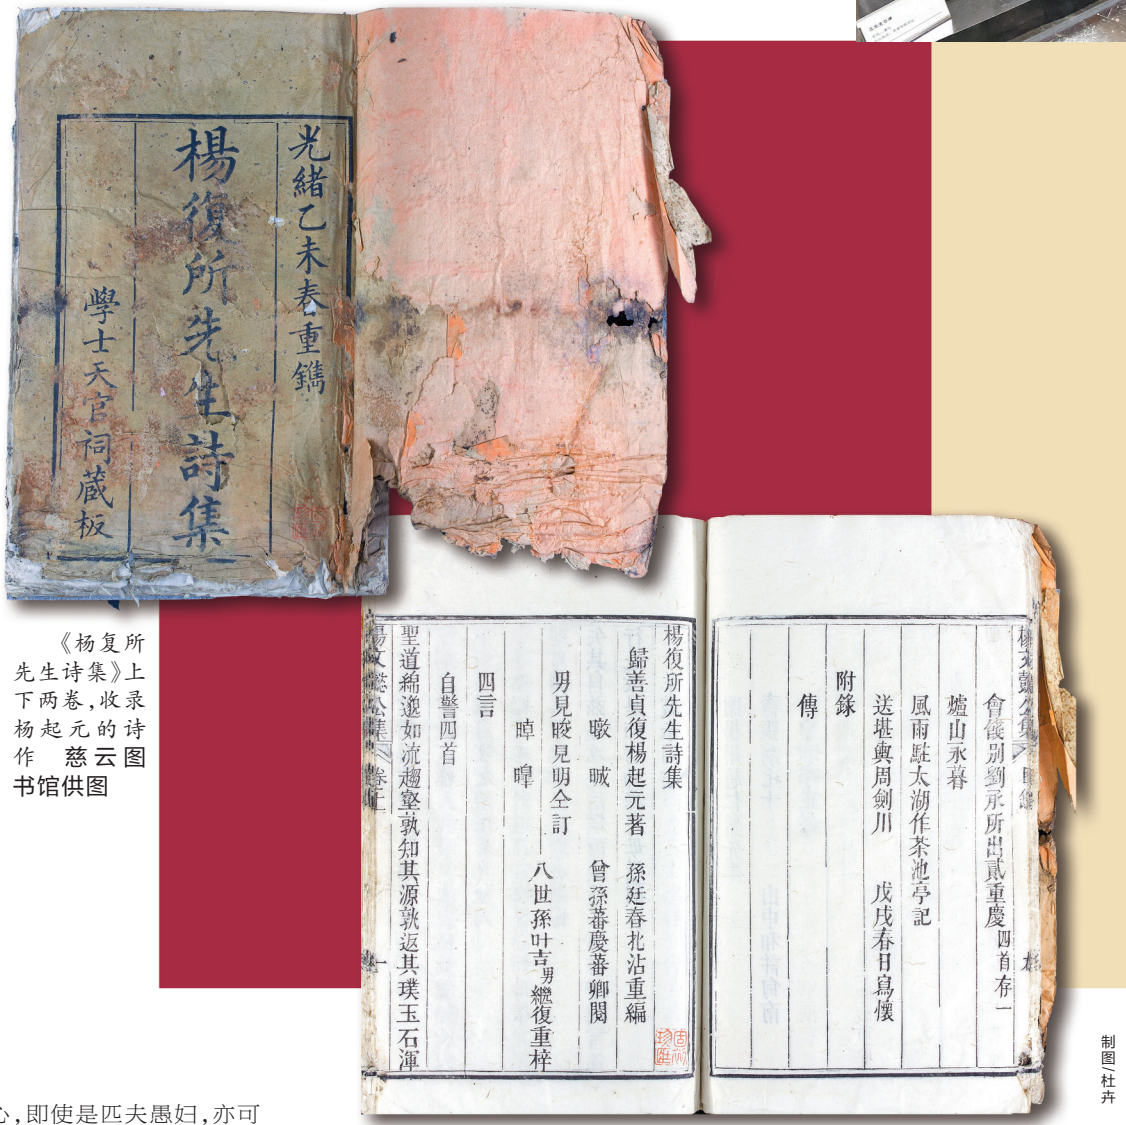 光緒乙未春重鐫
楊復所先生詩集
學士天官祠蔵板
《杨复所
先生诗集》上
下两卷,收录
杨起元的诗
作 慈云图
书馆供图
會餞別劉承所出貳重慶四首存一
爐山永暮
風雨駐太湖作茶池亭記
送堪輿周劍川 戊戌春日寫懷
附錄
傳
楊復所先生詩集
歸善貞復楊起元著 孫廷春批沾重編
暾 曾孫蕃慶蕃卿閱
男見晙見明仝訂
八世孫叶吉男繼復重梓
四言
自警四首
聖道綿邈如流趨壑孰知其源孰返其璞玉石渾
卷上
制图/杜卉
心,即使是匹夫愚妇,亦可